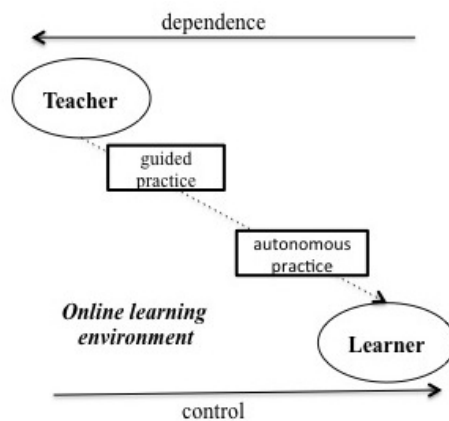 dependence
Teacher
guided
practice
autonomous
practice
Online learning
environment
Learner
control